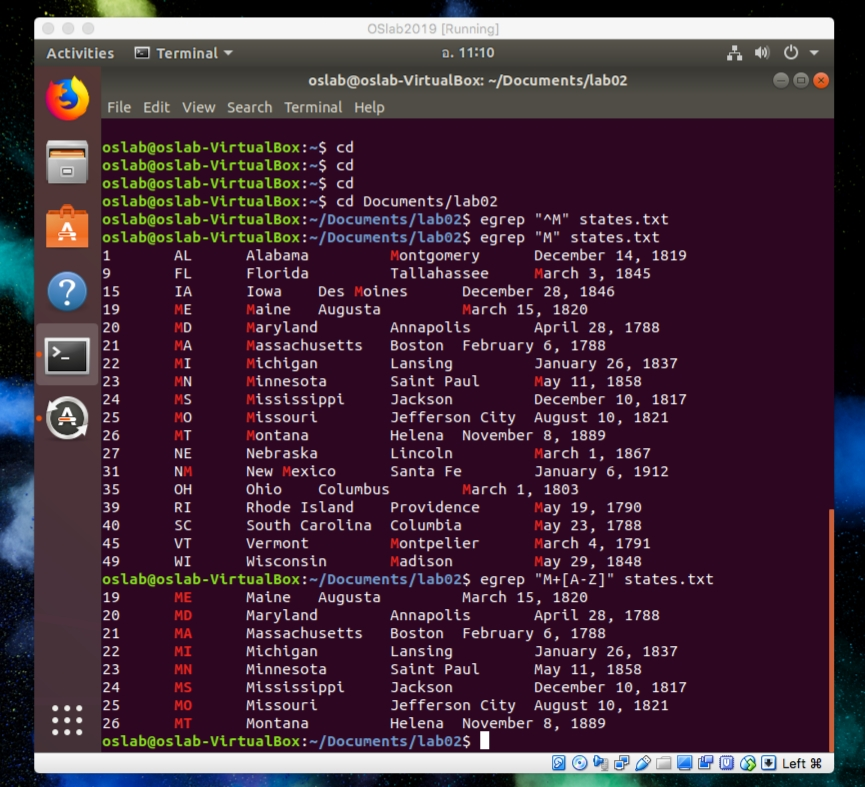 OSlab2019 [Running]
Activities Terminal อ. 11:10
oslab@oslab-VirtualBox: ~/Documents/lab02
File Edit View Search Terminal Help
oslab@oslab-VirtualBox:~$ cd
oslab@oslab-VirtualBox:~$ cd
oslab@oslab-VirtualBox:~$ cd
oslab@oslab-VirtualBox:~$ cd Documents/lab02
oslab@oslab-VirtualBox:~/Documents/lab02$ egrep "^M" states.txt
oslab@oslab-VirtualBox:~/Documents/lab02$ egrep "M" states.txt
1 AL Alabama Montgomery December 14, 1819
9 FL Florida Tallahassee March 3, 1845
15 IA Iowa Des Moines December 28, 1846
19 ME Maine Augusta March 15, 1820
20 MD Maryland Annapolis April 28, 1788
21 MA Massachusetts Boston February 6, 1788
22 MI Michigan Lansing January 26, 1837
23 MN Minnesota Saint Paul May 11, 1858
24 MS Mississippi Jackson December 10, 1817
25 MO Missouri Jefferson City August 10, 1821
26 MT Montana Helena November 8, 1889
27 NE Nebraska Lincoln March 1, 1867
31 NM New Mexico Santa Fe January 6, 1912
35 OH Ohio Columbus March 1, 1803
39 RI Rhode Island Providence May 19, 1790
40 SC South Carolina Columbia May 23, 1788
45 VT Vermont Montpelier March 4, 1791
49 WI Wisconsin Madison May 29, 1848
oslab@oslab-VirtualBox:~/Documents/lab02$ egrep "M+[A-Z]" states.txt
19 ME Maine Augusta March 15, 1820
20 MD Maryland Annapolis April 28, 1788
21 MA Massachusetts Boston February 6, 1788
22 MI Michigan Lansing January 26, 1837
23 MN Minnesota Saint Paul May 11, 1858
24 MS Mississippi Jackson December 10, 1817
25 MO Missouri Jefferson City August 10, 1821
26 MT Montana Helena November 8, 1889
oslab@oslab-VirtualBox:~/Documents/lab02$
Left ⌘